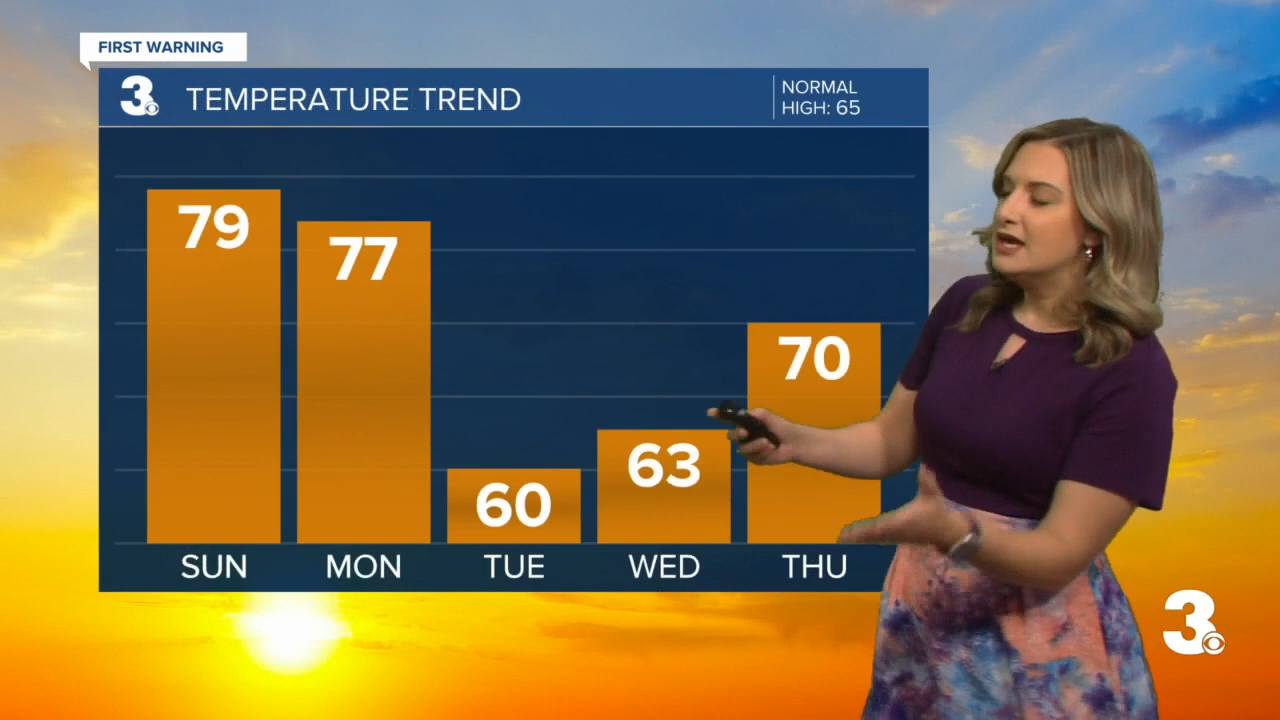 FIRST WARNING
3 TEMPERATURE TREND
NORMAL
HIGH: 65
79
77
60
63
70
SUN MON TUE WED THU
3